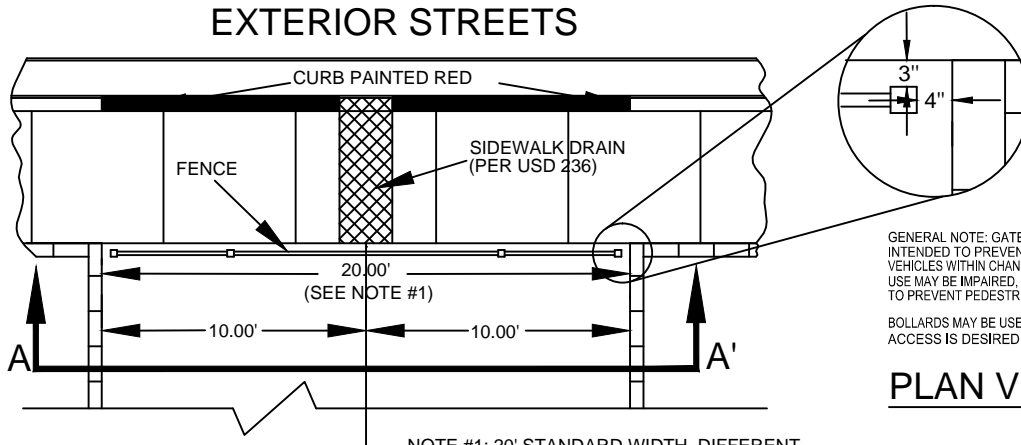 EXTERIOR STREETS
CURB PAINTED RED
3"
4"
SIDEWALK DRAIN
(PER USD 236)
FENCE
20.00'
(SEE NOTE #1)
10.00'
10.00'
A
A'
GENERAL NOTE: GATE
INTENDED TO PREVEN
VEHICLES WITHIN CHAN
USE MAY BE IMPAIRED,
TO PREVENT PEDESTR
BOLLARDS MAY BE USE
ACCESS IS DESIRED
PLAN V
NOTE #1: 20' STANDARD WIDTH, DIFFERENT